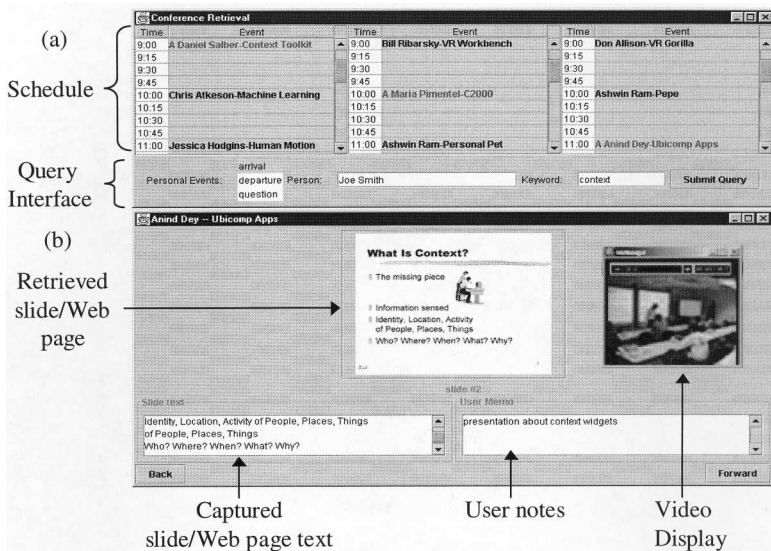 Conference Retrieval
(a)
Schedule
Time Event Event Time Event
9:00 A Daniel Salber-Context Toolkit 9:00 Bill Ribarsky-VR Workbench 9:00 Don Allison-VR Gorilla
9:15 9:15 9:15
9:30 9:30 9:30
9:45 9:45 9:45
10:00 Chris Atkeson-Machine Learning 10:00 A Maria Pimentel-C2000 10:00 Ashwin Ram-Pepe
10:15 10:15 10:15
10:30 10:30 10:30
10:45 10:45 10:45
11:00 Jessica Hodgins-Human Motion 11:00 Ashwin Ram-Personal Pet 11:00 A Anind Dey-Ubicomp Apps
Query
Interface
Personal Events:
arrival
departure
question
Person: Joe Smith Keyword: context Submit Query
(b)
Anind Dey -- Ubicomp Apps
Retrieved
slide/Web
page
What Is Context?
The missing piece
Information sensed
Identity, Location, Activity
of People, Places, Things
Who? Where? When? What? Why?
slide #2
Slide text
Identity, Location, Activity of People, Places, Things
of People, Places, Things
Who? Where? When? What? Why?
User Memo
presentation about context widgets
Back Forward
Captured
slide/Web page text
User notes
Video
Display